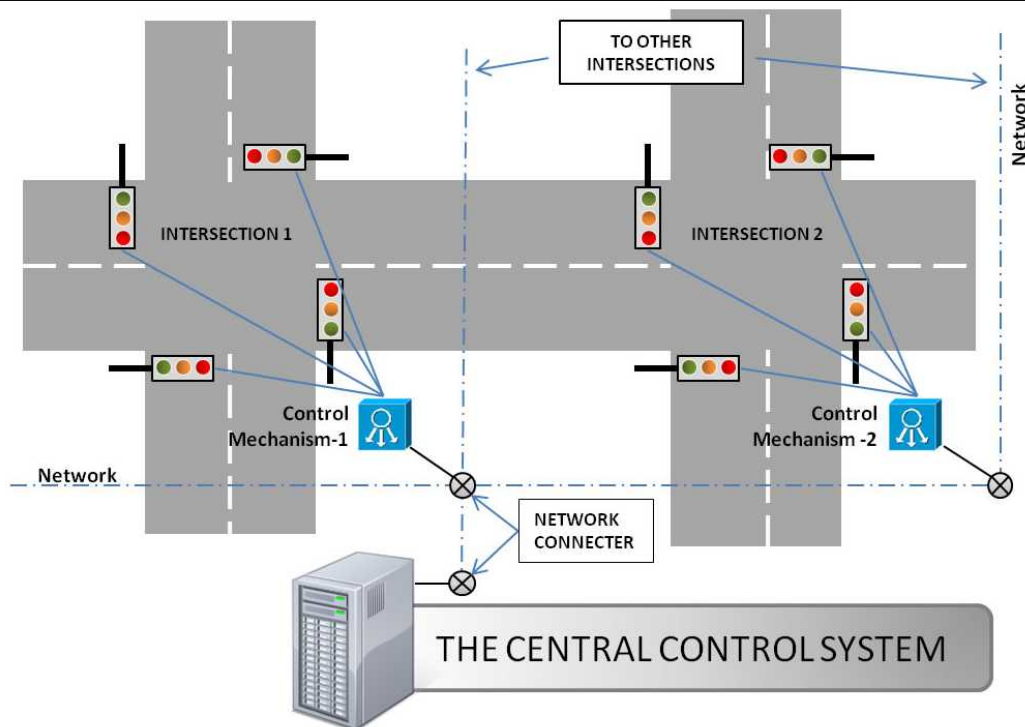 TO OTHER
INTERSECTIONS
Network
INTERSECTION 1
INTERSECTION 2
Control
Mechanism-1
Control
Mechanism -2
Network
NETWORK
CONNECTER
THE CENTRAL CONTROL SYSTEM